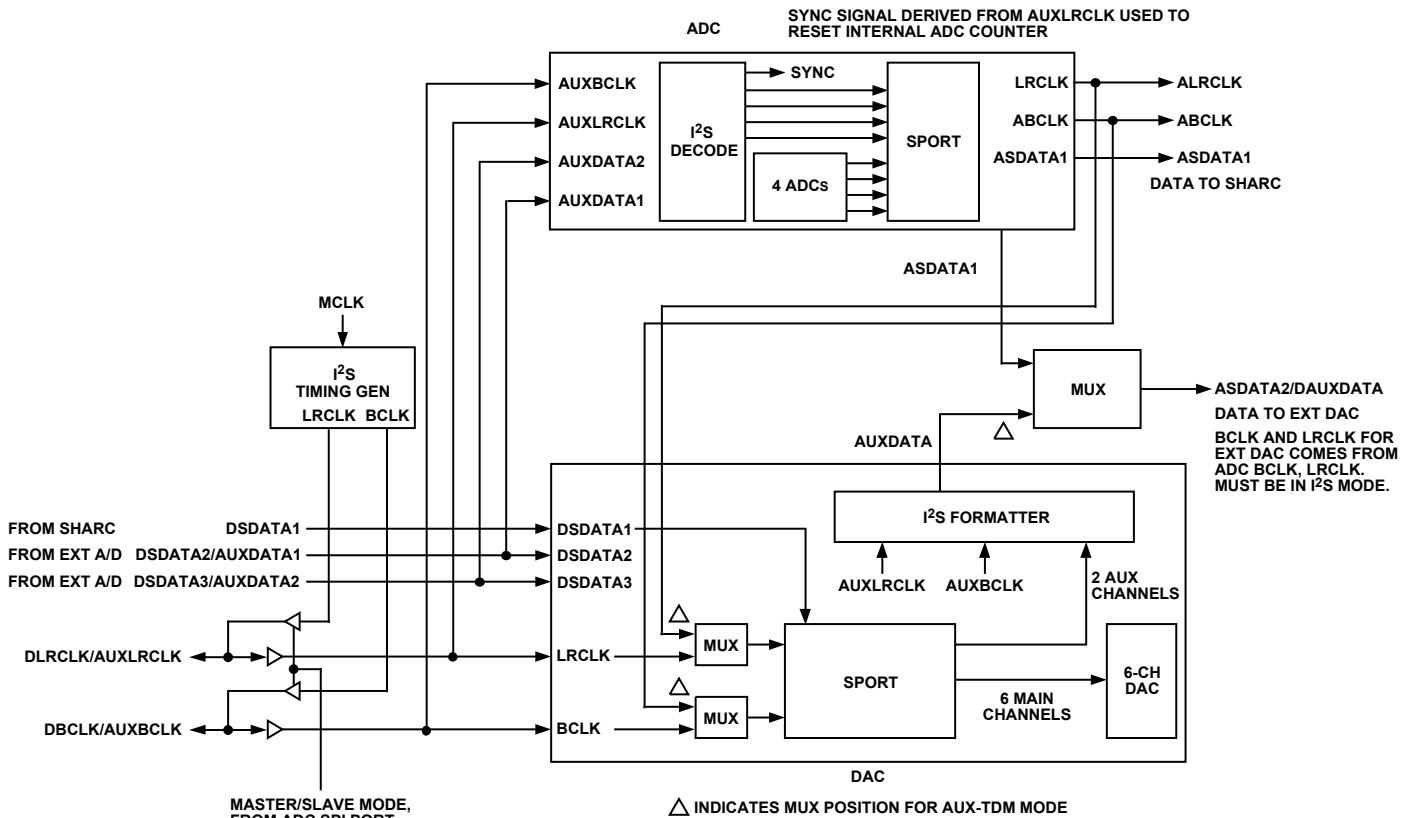 ADC
SYNC SIGNAL DERIVED FROM AUXLRCLK USED TO
RESET INTERNAL ADC COUNTER
AUXBCLK
AUXLRCLK
AUXDATA2
AUXDATA1
I2S
DECODE
SYNC
4 ADCs
SPORT
LRCLK
ABCLK
ASDATA1
ALRCLK
ABCLK
ASDATA1
DATA TO SHARC
ASDATA1
MCLK
I2S
TIMING GEN
LRCLK BCLK
MUX
ASDATA2/DAUXDATA
DATA TO EXT DAC
BCLK AND LRCLK FOR
EXT DAC COMES FROM
ADC BCLK, LRCLK.
MUST BE IN I2S MODE.
AUXDATA
FROM SHARC DSDATA1
FROM EXT A/D DSDATA2/AUXDATA1
FROM EXT A/D DSDATA3/AUXDATA2
DSDATA1
DSDATA2
DSDATA3
I2S FORMATTER
AUXLRCLK
AUXBCLK
2 AUX
CHANNELS
DLRCLK/AUXLRCLK
LRCLK
MUX
SPORT
6-CH
DAC
6 MAIN
CHANNELS
DBCLK/AUXBCLK
BCLK
MUX
DAC
MASTER/SLAVE MODE,
FROM ADC SPI PORT
△ INDICATES MUX POSITION FOR AUX-TDM MODE